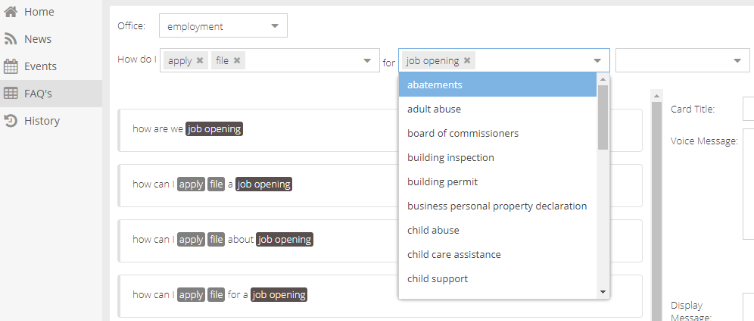 Home
News
Events
FAQ's
History
Office: employment
How do I apply × file × for job opening ×
abatements
adult abuse
board of commissioners
building inspection
building permit
business personal property declaration
child abuse
child care assistance
child support
how are we job opening
how can I apply file a job opening
how can I apply file about job opening
how can I apply file for a job opening
Card Title:
Voice Message:
Display
Message: